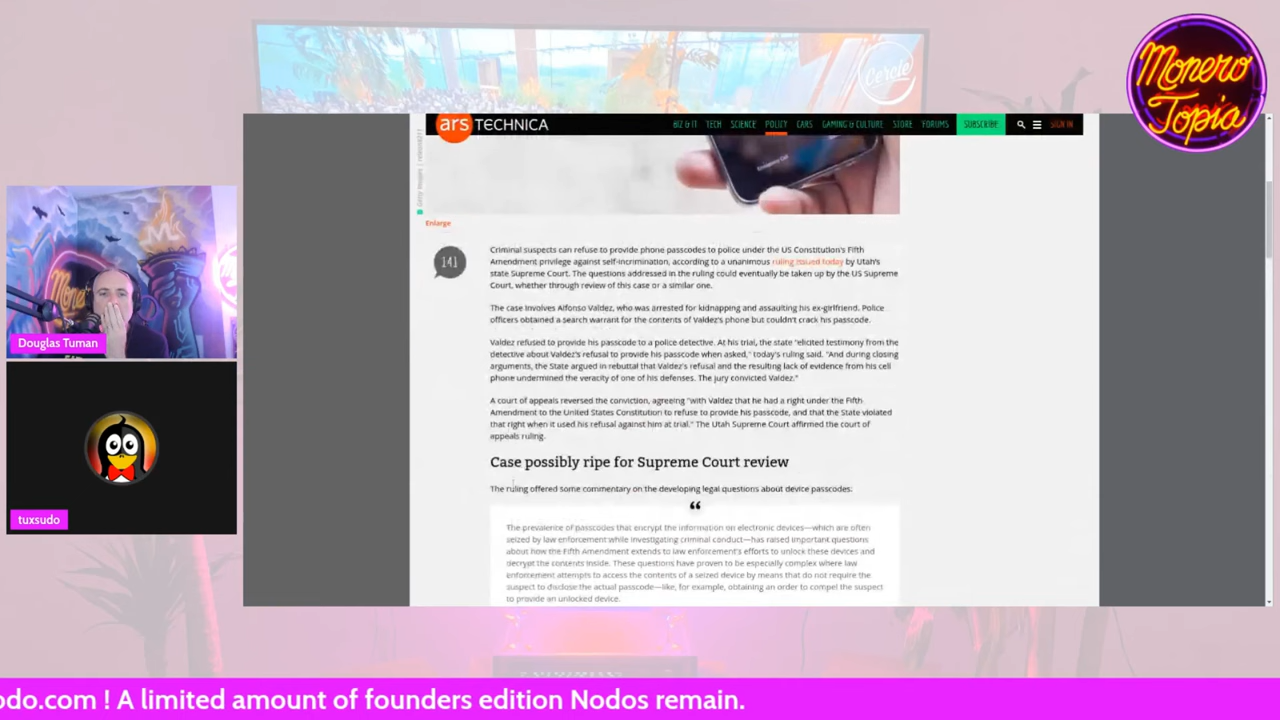 Cercle
Monero
Topia
ars TECHNICA
BIZ & IT TECH SCIENCE POLICY CARS GAMING & CULTURE STORE FORUMS SUBSCRIBE SIGN IN
Emergency Call
Enlarge
141
Criminal suspects can refuse to provide phone passcodes to police under the US Constitution's Fifth
Amendment privilege against self-incrimination, according to a unanimous ruling issued today by Utah's
state Supreme Court. The questions addressed in the ruling could eventually be taken up by the US Supreme
Court, whether through review of this case or a similar one.
The case involves Alfonso Valdez, who was arrested for kidnapping and assaulting his ex-girlfriend. Police
officers obtained a search warrant for the contents of Valdez's phone but couldn't crack his passcode.
Valdez refused to provide his passcode to a police detective. At his trial, the state "elicited testimony from the
detective about Valdez's refusal to provide his passcode when asked," today's ruling said. "And during closing
arguments, the State argued in rebuttal that Valdez's refusal and the resulting lack of evidence from his cell
phone undermined the veracity of one of his defenses. The jury convicted Valdez."
A court of appeals reversed the conviction, agreeing "with Valdez that he had a right under the Fifth
Amendment to the United States Constitution to refuse to provide his passcode, and that the State violated
that right when it used his refusal against him at trial." The Utah Supreme Court affirmed the court of
appeals ruling.
Case possibly ripe for Supreme Court review
The ruling offered some commentary on the developing legal questions about device passcodes:
“
The prevalence of passcodes that encrypt the information on electronic devices—which are often
seized by law enforcement while investigating criminal conduct—has raised important questions
about how the Fifth Amendment extends to law enforcement's efforts to unlock these devices and
decrypt the contents inside. These questions have proven to be especially complex where law
enforcement attempts to access the contents of a seized device by means that do not require the
suspect to disclose the actual passcode—like, for example, obtaining an order to compel the suspect
to provide an unlocked device.
Douglas Tuman
tuxsudo
odo.com ! A limited amount of founders edition Nodos remain.